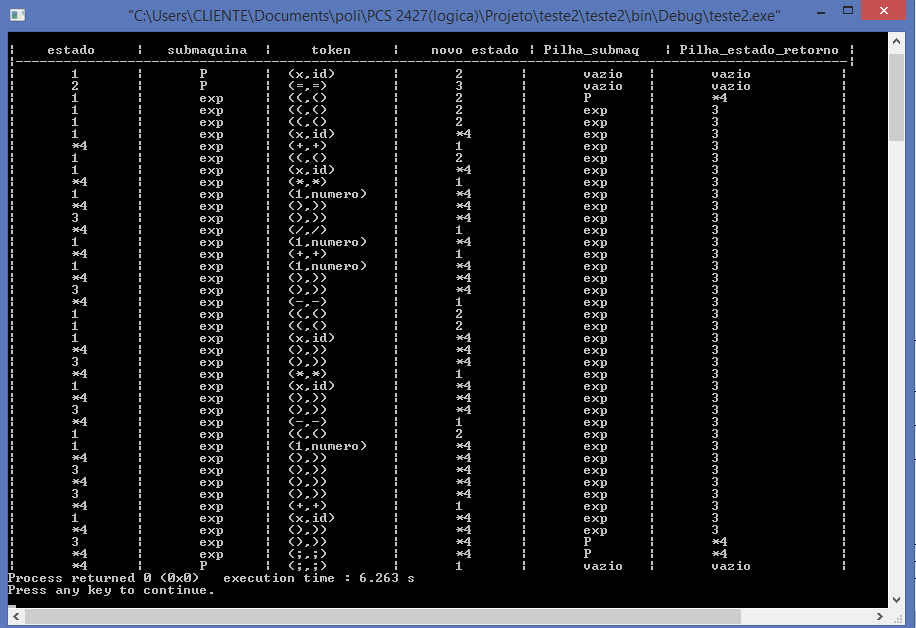 "C:\Users\CLIENTE\Documents\poli\PCS 2427(logica)\Projeto\teste2\teste2\bin\Debug\teste2.exe"
¦ estado ¦ submaquina ¦ token ¦ novo estado ¦ Pilha_submaq ¦ Pilha_estado_retorno ¦
¦ 1 ¦ P ¦ (x,id) ¦ 2 ¦ vazio ¦ vazio ¦
¦ 2 ¦ P ¦ (=,=) ¦ 3 ¦ vazio ¦ vazio ¦
¦ 1 ¦ exp ¦ ((,() ¦ 2 ¦ P ¦ *4 ¦
¦ 1 ¦ exp ¦ ((,() ¦ 2 ¦ exp ¦ 3 ¦
¦ 1 ¦ exp ¦ ((,() ¦ 2 ¦ exp ¦ 3 ¦
¦ 1 ¦ exp ¦ (x,id) ¦ *4 ¦ exp ¦ 3 ¦
¦ *4 ¦ exp ¦ (+,+) ¦ 1 ¦ exp ¦ 3 ¦
¦ 1 ¦ exp ¦ ((,() ¦ 2 ¦ exp ¦ 3 ¦
¦ 1 ¦ exp ¦ (x,id) ¦ *4 ¦ exp ¦ 3 ¦
¦ *4 ¦ exp ¦ (*,*) ¦ 1 ¦ exp ¦ 3 ¦
¦ 1 ¦ exp ¦ (1,numero) ¦ *4 ¦ exp ¦ 3 ¦
¦ *4 ¦ exp ¦ (),)) ¦ *4 ¦ exp ¦ 3 ¦
¦ 3 ¦ exp ¦ (),)) ¦ *4 ¦ exp ¦ 3 ¦
¦ *4 ¦ exp ¦ (/,/) ¦ 1 ¦ exp ¦ 3 ¦
¦ 1 ¦ exp ¦ (1,numero) ¦ *4 ¦ exp ¦ 3 ¦
¦ *4 ¦ exp ¦ (+,+) ¦ 1 ¦ exp ¦ 3 ¦
¦ 1 ¦ exp ¦ (1,numero) ¦ *4 ¦ exp ¦ 3 ¦
¦ *4 ¦ exp ¦ (),)) ¦ *4 ¦ exp ¦ 3 ¦
¦ 3 ¦ exp ¦ (),)) ¦ *4 ¦ exp ¦ 3 ¦
¦ *4 ¦ exp ¦ (-,-) ¦ 1 ¦ exp ¦ 3 ¦
¦ 1 ¦ exp ¦ ((,() ¦ 2 ¦ exp ¦ 3 ¦
¦ 1 ¦ exp ¦ ((,() ¦ 2 ¦ exp ¦ 3 ¦
¦ 1 ¦ exp ¦ (x,id) ¦ *4 ¦ exp ¦ 3 ¦
¦ *4 ¦ exp ¦ (),)) ¦ *4 ¦ exp ¦ 3 ¦
¦ 3 ¦ exp ¦ (),)) ¦ *4 ¦ exp ¦ 3 ¦
¦ *4 ¦ exp ¦ (*,*) ¦ 1 ¦ exp ¦ 3 ¦
¦ 1 ¦ exp ¦ (x,id) ¦ *4 ¦ exp ¦ 3 ¦
¦ *4 ¦ exp ¦ (),)) ¦ *4 ¦ exp ¦ 3 ¦
¦ 3 ¦ exp ¦ (),)) ¦ *4 ¦ exp ¦ 3 ¦
¦ *4 ¦ exp ¦ (-,-) ¦ 1 ¦ exp ¦ 3 ¦
¦ 1 ¦ exp ¦ ((,() ¦ 2 ¦ exp ¦ 3 ¦
¦ 1 ¦ exp ¦ (1,numero) ¦ *4 ¦ exp ¦ 3 ¦
¦ *4 ¦ exp ¦ (),)) ¦ *4 ¦ exp ¦ 3 ¦
¦ 3 ¦ exp ¦ (),)) ¦ *4 ¦ exp ¦ 3 ¦
¦ *4 ¦ exp ¦ (),)) ¦ *4 ¦ exp ¦ 3 ¦
¦ 3 ¦ exp ¦ (),)) ¦ *4 ¦ exp ¦ 3 ¦
¦ *4 ¦ exp ¦ (+,+) ¦ 1 ¦ exp ¦ 3 ¦
¦ 1 ¦ exp ¦ (x,id) ¦ *4 ¦ exp ¦ 3 ¦
¦ *4 ¦ exp ¦ (),)) ¦ *4 ¦ exp ¦ 3 ¦
¦ 3 ¦ exp ¦ (),)) ¦ *4 ¦ P ¦ *4 ¦
¦ *4 ¦ exp ¦ (;,;) ¦ *4 ¦ P ¦ *4 ¦
¦ *4 ¦ P ¦ (;,;) ¦ 1 ¦ vazio ¦ vazio ¦
Process returned 0 (0x0)   execution time : 6.263 s
Press any key to continue.